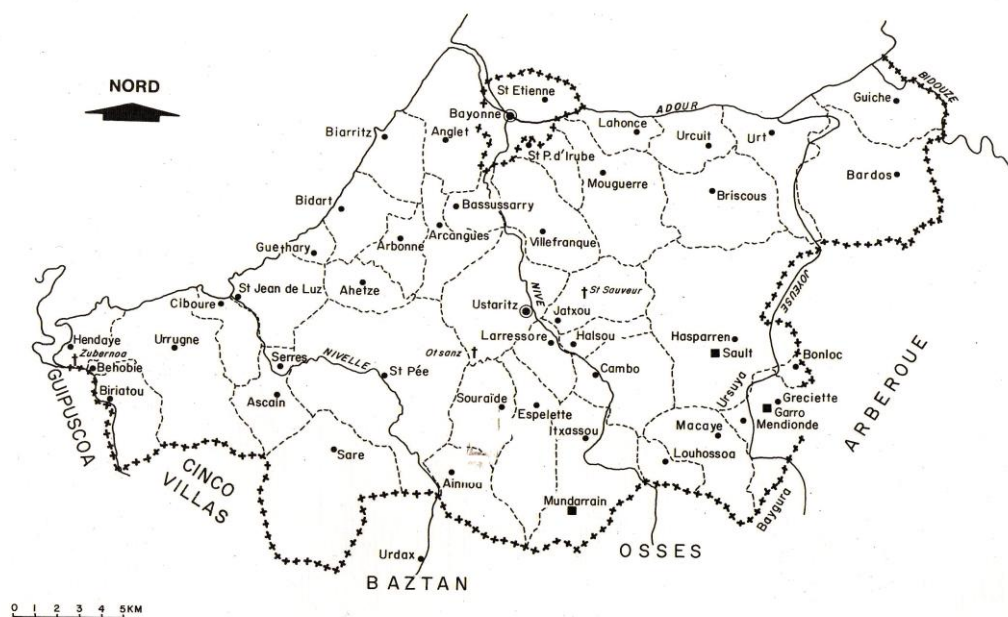 NORD
BIDOUZE
Guiche
St Etienne
ADOUR
Bayonne
Lahonce
Urcuit
Urt
Biarritz
Anglet
St P. d'Irube
Mouguerre
Bardos
Briscous
Bidart
Bassussarry
Arcangues
Arbonne
Villefranque
Guethary
JOYEUSE
St Jean de Luz
Ahetze
NIVE
St Sauveur
Ciboure
Ustaritz
Jatxou
Hendaye
Urrugne
Larressore
Halsou
Hasparren
Zubernoa
Otsanz
Sault
Bonloc
Behobie
Serres
NIVELLE
St Pée
Cambo
GUIPUSCOA
Biriatou
Ascain
Souraïde
Espelette
Ursuya
Greciette
Garro
Mendionde
ARBEROUE
Itxassou
Macaye
Sare
Louhossoa
CINCO
VILLAS
Ainhoa
Mundarrain
Baygura
Urdax
OSSES
BAZTAN
0 1 2 3 4 5 KM